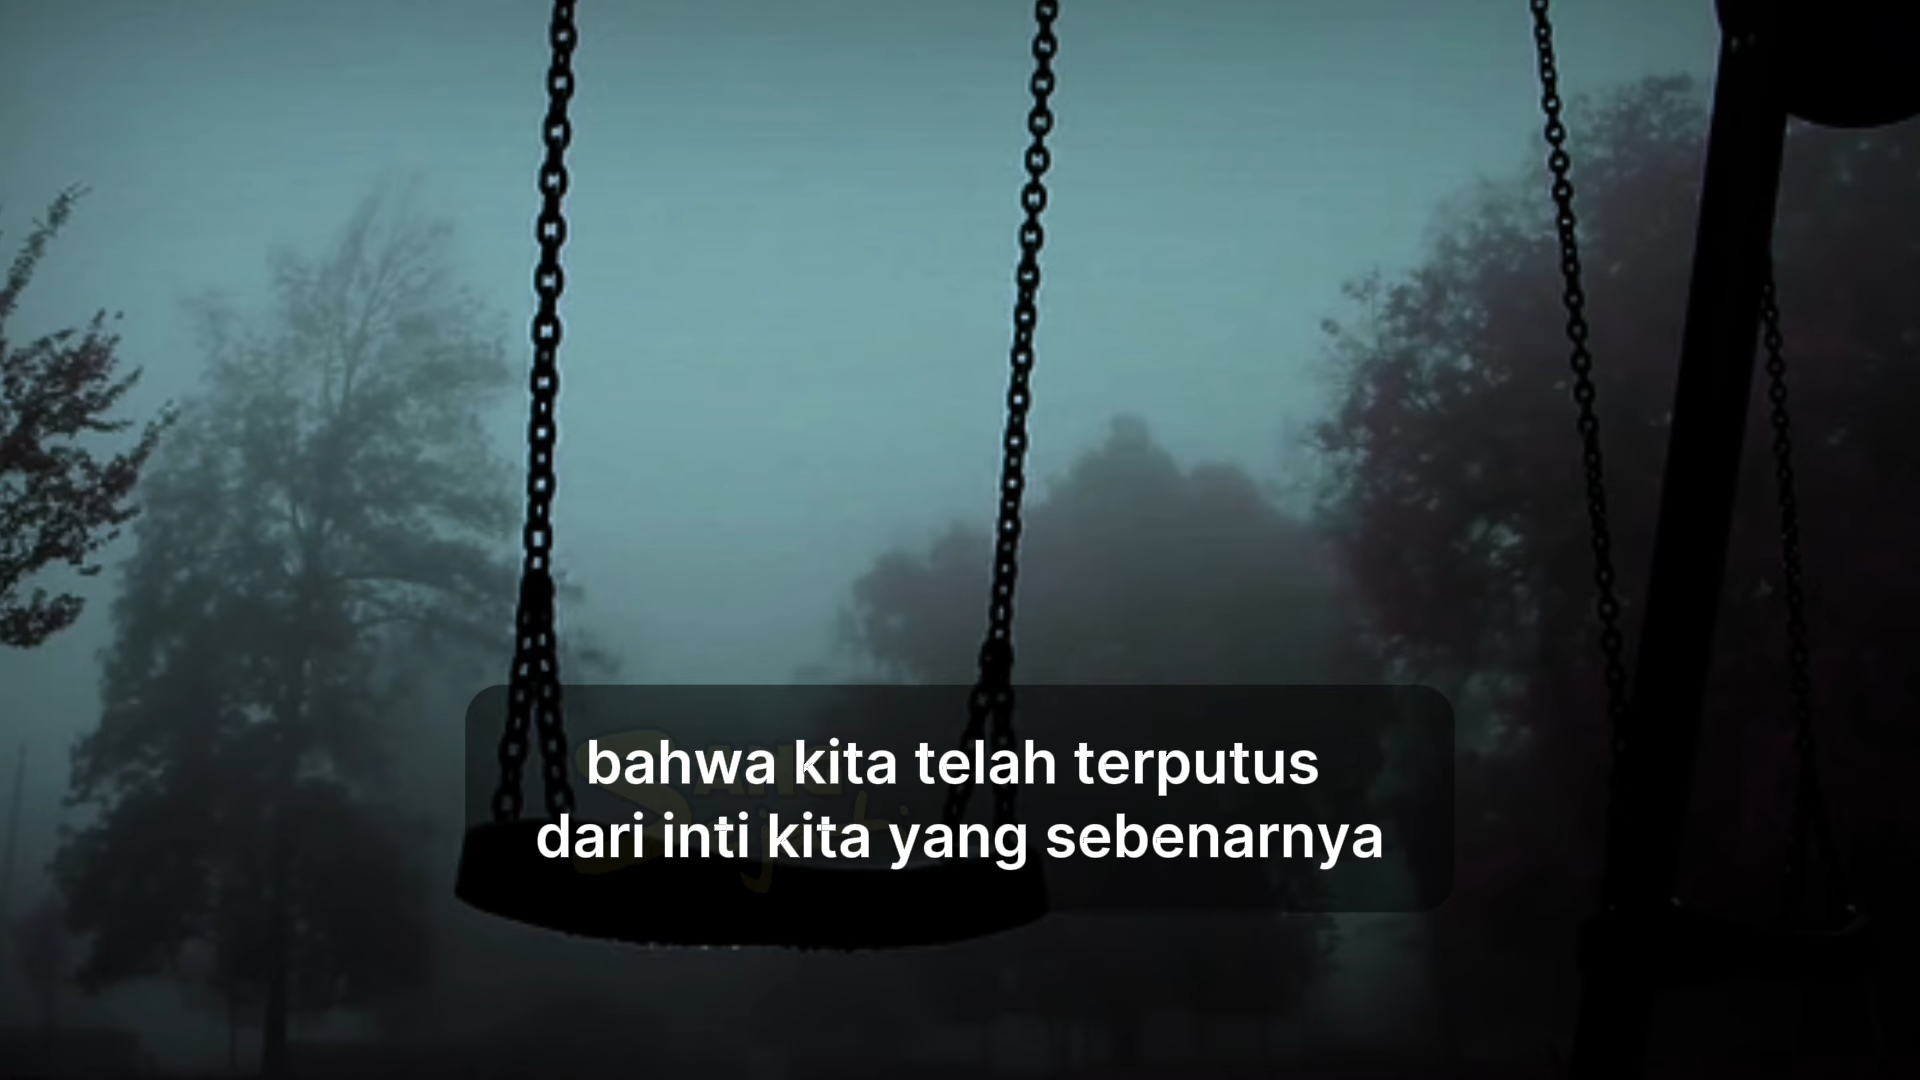 bahwa kita telah terputus
dari inti kita yang sebenarnya